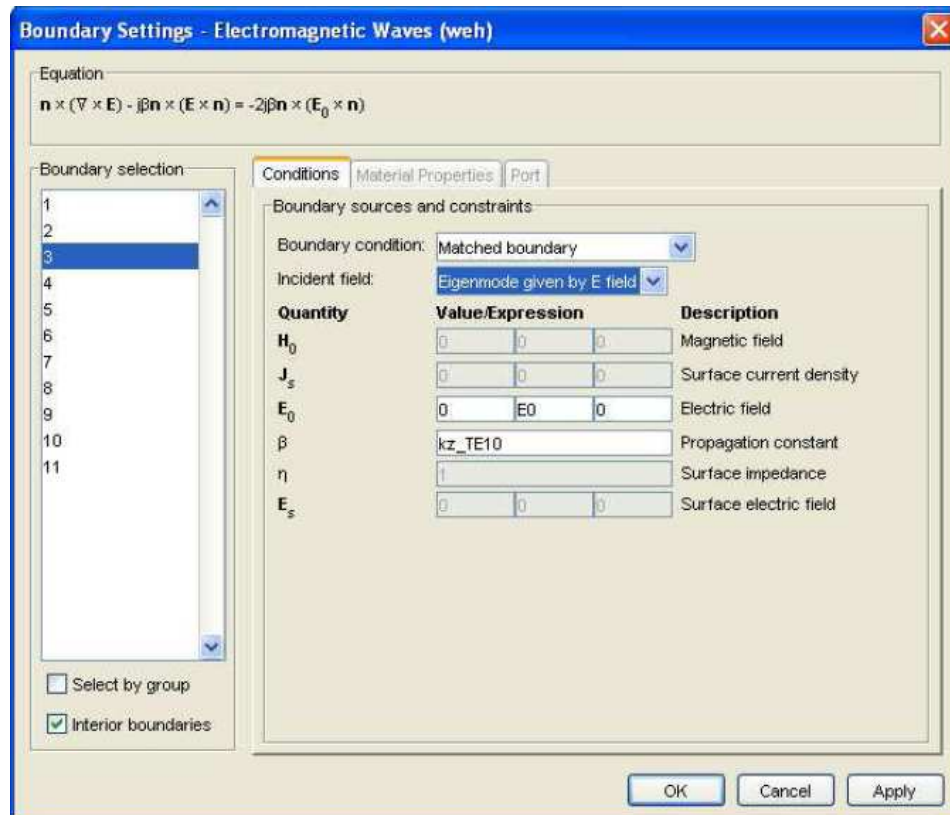 Boundary Settings - Electromagnetic Waves (weh)
Equation
n × (∇ × E) - jβn × (E × n) = -2jβn × (E₀ × n)
Boundary selection
1
2
3
4
5
6
7
8
9
10
11
Select by group
Interior boundaries
Conditions Material Properties Port
Boundary sources and constraints
Boundary condition: Matched boundary
Incident field: Eigenmode given by E field
Quantity Value/Expression Description
H₀ 0 0 0 Magnetic field
Jₛ 0 0 0 Surface current density
E₀ 0 E0 0 Electric field
β kz_TE10 Propagation constant
η 1 Surface impedance
Eₛ 0 0 0 Surface electric field
OK Cancel Apply